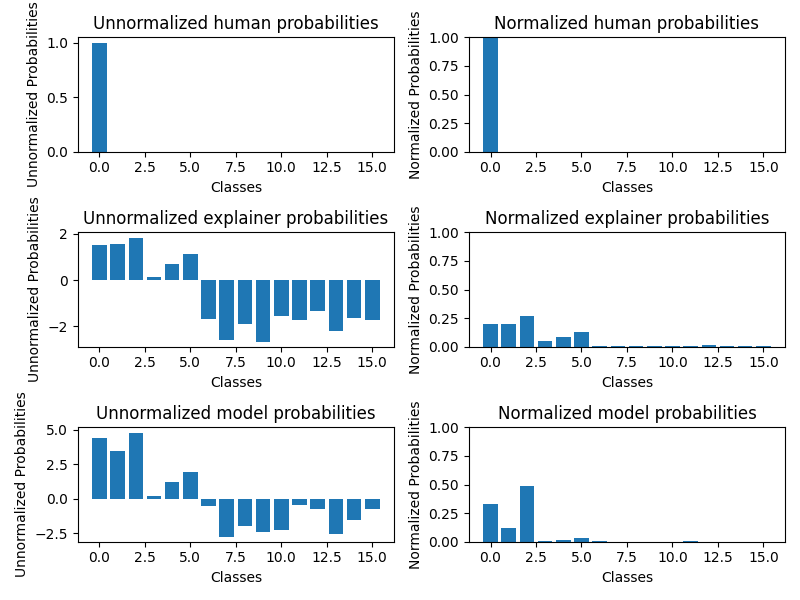 Unnormalized human probabilities
Unnormalized Probabilities
1.0
0.5
0.0
0.0 2.5 5.0 7.5 10.0 12.5 15.0
Classes
Normalized human probabilities
Normalized Probabilities
1.00
0.75
0.50
0.25
0.00
0.0 2.5 5.0 7.5 10.0 12.5 15.0
Classes
Unnormalized explainer probabilities
Unnormalized Probabilities
2
0
−2
0.0 2.5 5.0 7.5 10.0 12.5 15.0
Classes
Normalized explainer probabilities
Normalized Probabilities
1.00
0.75
0.50
0.25
0.00
0.0 2.5 5.0 7.5 10.0 12.5 15.0
Classes
Unnormalized model probabilities
Unnormalized Probabilities
5.0
2.5
0.0
−2.5
0.0 2.5 5.0 7.5 10.0 12.5 15.0
Classes
Normalized model probabilities
Normalized Probabilities
1.00
0.75
0.50
0.25
0.00
0.0 2.5 5.0 7.5 10.0 12.5 15.0
Classes